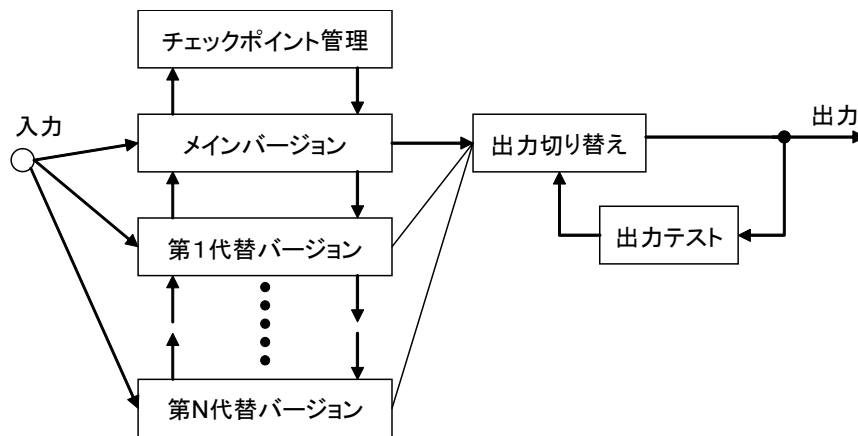 チェックポイント管理
入力
メインバージョン
出力切り替え
出力
第１代替バージョン
出力テスト
第N代替バージョン